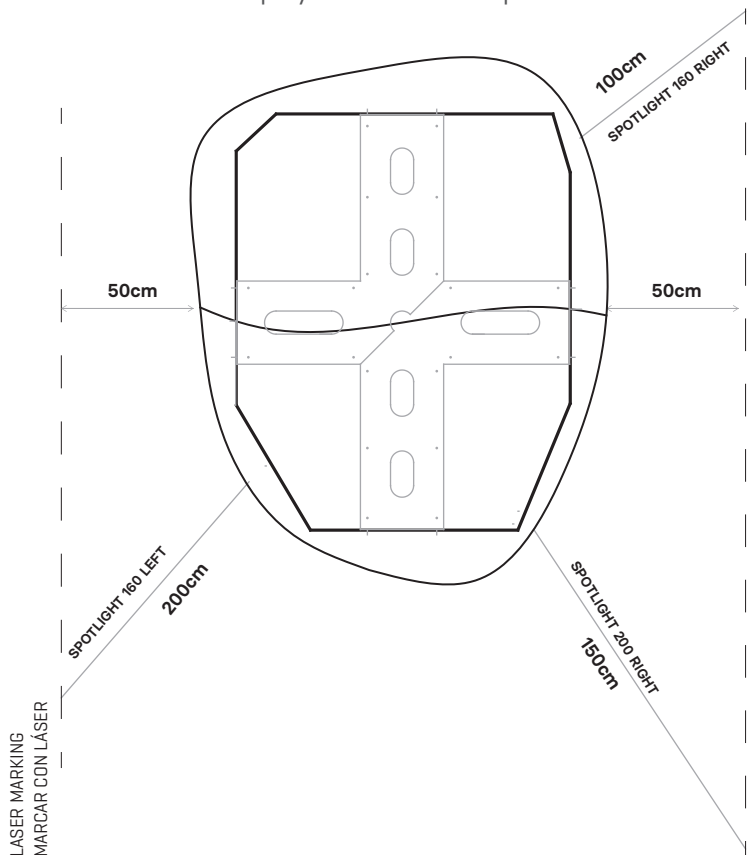 100cm
SPOTLIGHT 160 RIGHT
50cm
50cm
SPOTLIGHT 160 LEFT
200cm
SPOTLIGHT 200 RIGHT
150cm
LASER MARKING
MARCAR CON LÁSER